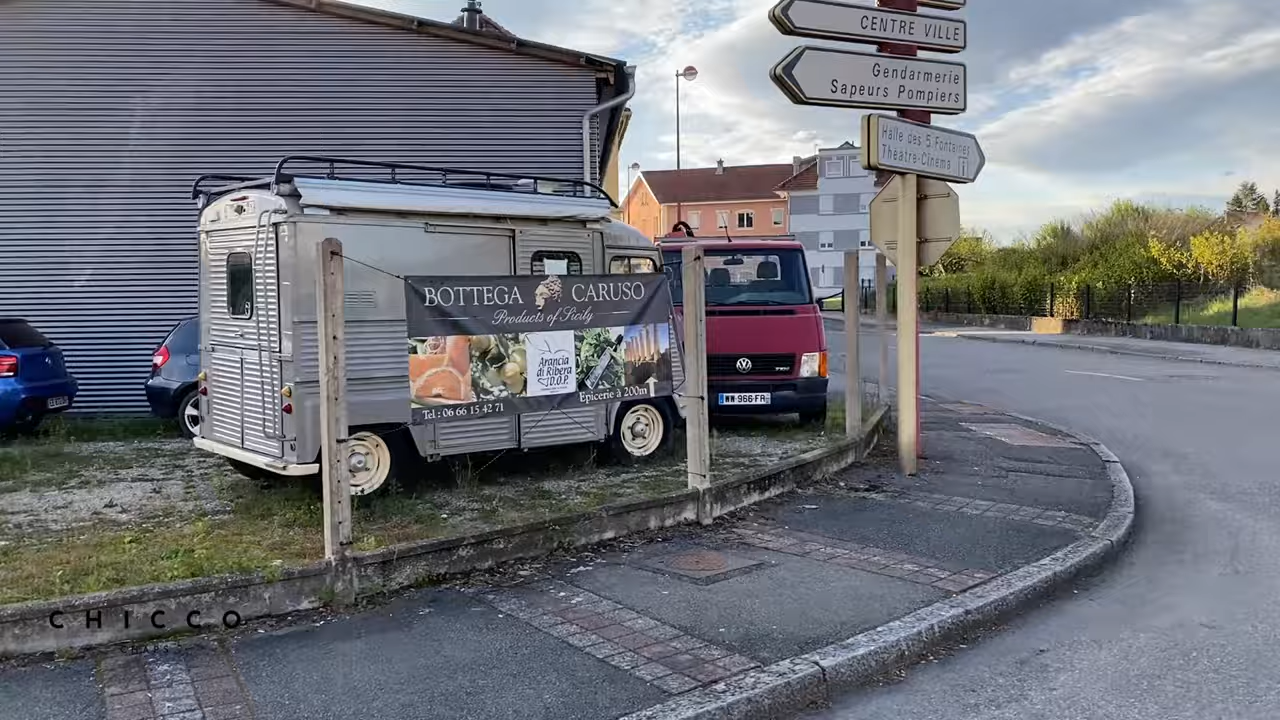 CENTRE VILLE
Gendarmerie
Sapeurs Pompiers
Halle des 5 Fontaines
Théâtre-Cinéma
BOTTEGA CARUSO
Products of Sicily
Arancia
di Ribera
D.O.P.
Epicerie à 200m
Tel : 06 66 15 42 71
WW 966 FR
CHICCO
SNAPS